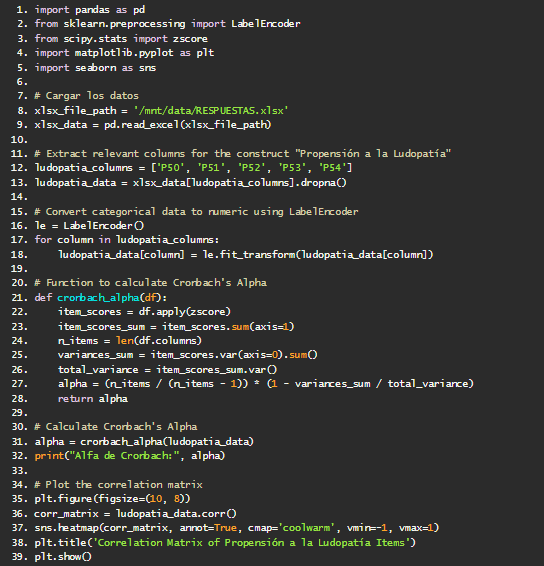 1. import pandas as pd
2. from sklearn.preprocessing import LabelEncoder
3. from scipy.stats import zscore
4. import matplotlib.pyplot as plt
5. import seaborn as sns
6.
7. # Cargar los datos
8. xlsx_file_path = '/mnt/data/RESPUESTAS.xlsx'
9. xlsx_data = pd.read_excel(xlsx_file_path)
10.
11. # Extract relevant columns for the construct "Propensión a la Ludopatía"
12. ludopatia_columns = ['P50', 'P51', 'P52', 'P53', 'P54']
13. ludopatia_data = xlsx_data[ludopatia_columns].dropna()
14.
15. # Convert categorical data to numeric using LabelEncoder
16. le = LabelEncoder()
17. for column in ludopatia_columns:
18.     ludopatia_data[column] = le.fit_transform(ludopatia_data[column])
19.
20. # Function to calculate Cronbach's Alpha
21. def cronbach_alpha(df):
22.     item_scores = df.apply(zscore)
23.     item_scores_sum = item_scores.sum(axis=1)
24.     n_items = len(df.columns)
25.     variances_sum = item_scores.var(axis=0).sum()
26.     total_variance = item_scores_sum.var()
27.     alpha = (n_items / (n_items - 1)) * (1 - variances_sum / total_variance)
28.     return alpha
29.
30. # Calculate Cronbach's Alpha
31. alpha = cronbach_alpha(ludopatia_data)
32. print("Alfa de Cronbach:", alpha)
33.
34. # Plot the correlation matrix
35. plt.figure(figsize=(10, 8))
36. corr_matrix = ludopatia_data.corr()
37. sns.heatmap(corr_matrix, annot=True, cmap='coolwarm', vmin=-1, vmax=1)
38. plt.title('Correlation Matrix of Propensión a la Ludopatía Items')
39. plt.show()